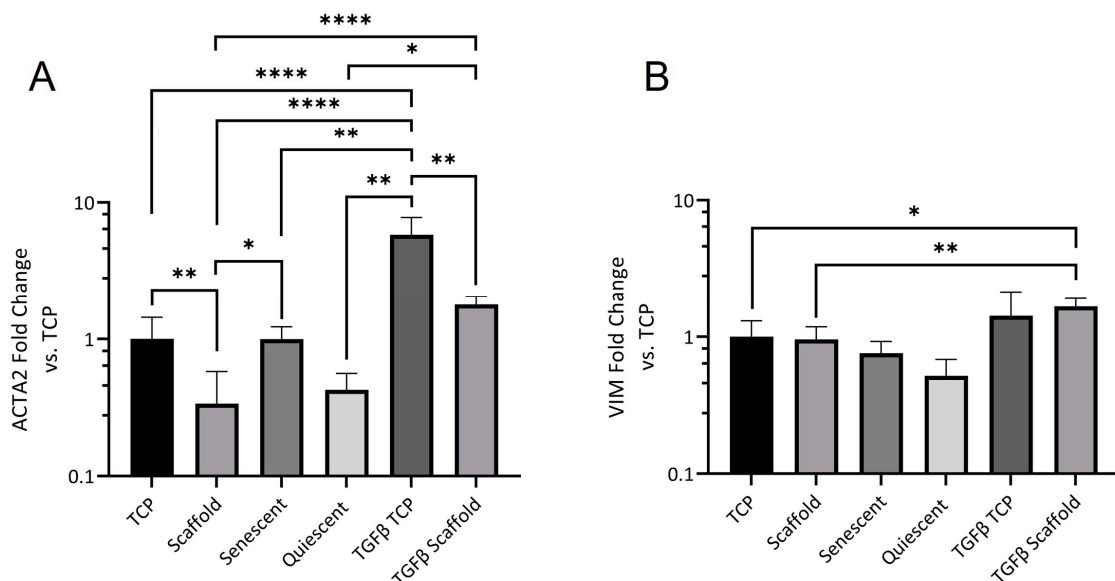 A
****
*
****
****
**
**
**
*
**
10
1
0.1
ACTA2 Fold Change
vs. TCP
TCP
Scaffold
Senescent
Quiescent
TGFβ TCP
TGFβ Scaffold
B
*
**
10
1
0.1
VIM Fold Change
vs. TCP
TCP
Scaffold
Senescent
Quiescent
TGFβ TCP
TGFβ Scaffold